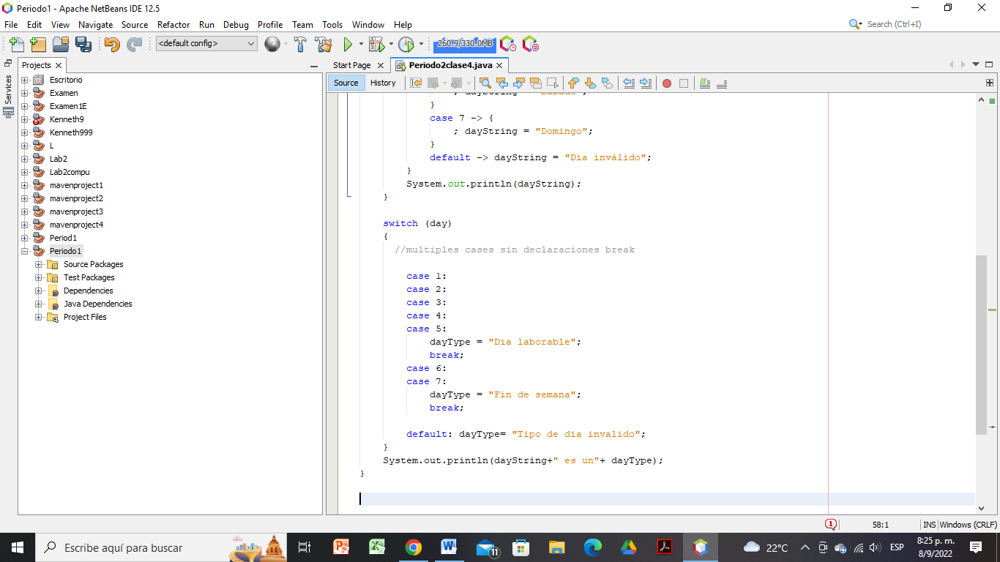 Periodo1 - Apache NetBeans IDE 12.5
File Edit View Navigate Source Refactor Run Debug Profile Team Tools Window Help
Search (Ctrl+I)
<default config>
260.9/330.0MB
Services
Projects
Escritorio
Examen
Examen1E
Kenneth9
Kenneth999
L
Lab2
Lab2compu
mavenproject1
mavenproject2
mavenproject3
mavenproject4
Period1
Periodo1
Source Packages
Test Packages
Dependencies
Java Dependencies
Project Files
Start Page Periodo2clase4.java
Source History
; dayString = "Sabado";
}
case 7 -> {
; dayString = "Domingo";
}
default -> dayString = "Dia inválido";
}
System.out.println(dayString);
}
switch (day)
{
//multiples cases sin declaraciones break
case 1:
case 2:
case 3:
case 4:
case 5:
dayType = "Dia laborable";
break;
case 6:
case 7:
dayType = "Fin de semana";
break;
default: dayType= "Tipo de dia invalido";
}
System.out.println(dayString+" es un"+ dayType);
}
1 58:1 INS Windows (CRLF)
Escribe aquí para buscar
11
22°C
ESP
8:25 p. m.
8/9/2022